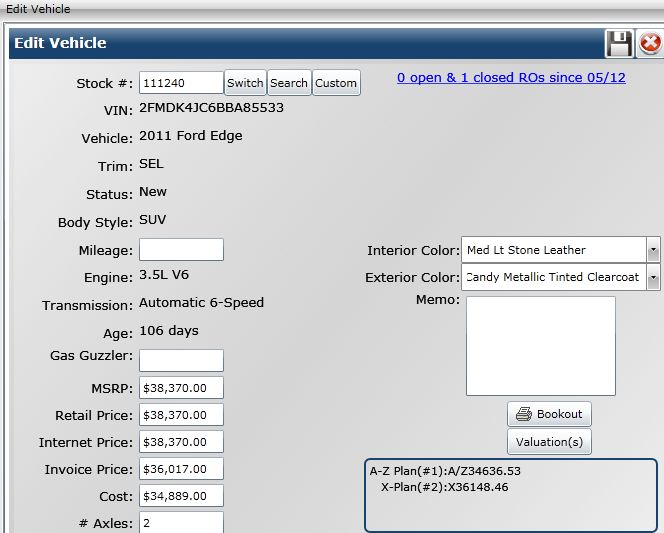 Edit Vehicle
Edit Vehicle
Stock #: 111240 Switch Search Custom 0 open & 1 closed ROs since 05/12
VIN: 2FMDK4JC6BBA85533
Vehicle: 2011 Ford Edge
Trim: SEL
Status: New
Body Style: SUV
Mileage: Interior Color: Med Lt Stone Leather
Engine: 3.5L V6 Exterior Color: Candy Metallic Tinted Clearcoat
Transmission: Automatic 6-Speed Memo:
Age: 106 days
Gas Guzzler:
MSRP: $38,370.00
Retail Price: $38,370.00 Bookout
Internet Price: $38,370.00 Valuation(s)
Invoice Price: $36,017.00 A-Z Plan(#1):A/Z34636.53
Cost: $34,889.00 X-Plan(#2):X36148.46
# Axles: 2